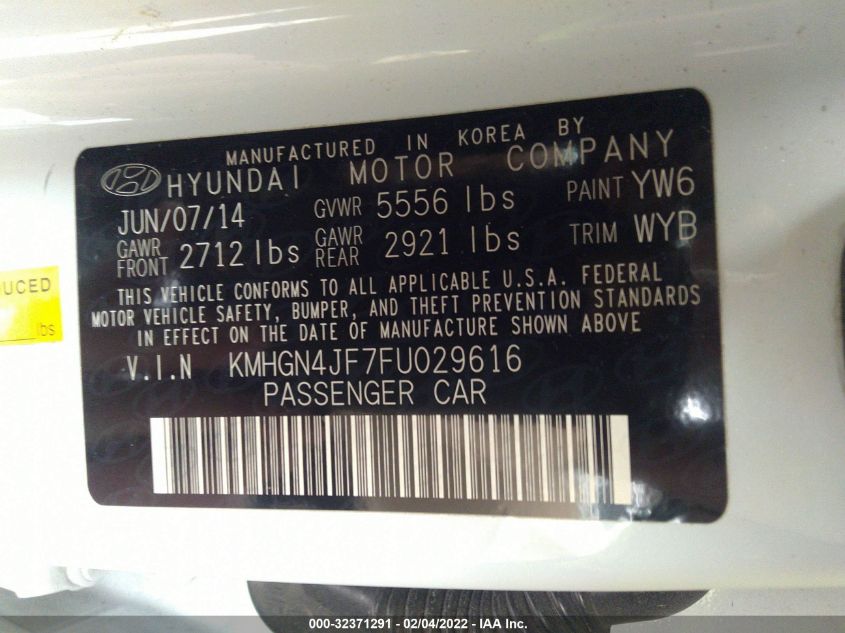 MANUFACTURED IN KOREA BY
HYUNDAI MOTOR COMPANY
JUN/07/14 GVWR 5556 lbs PAINT YW6
GAWR FRONT 2712 lbs GAWR REAR 2921 lbs TRIM WYB
THIS VEHICLE CONFORMS TO ALL APPLICABLE U.S.A. FEDERAL
MOTOR VEHICLE SAFETY, BUMPER, AND THEFT PREVENTION STANDARDS
IN EFFECT ON THE DATE OF MANUFACTURE SHOWN ABOVE
V.I.N KMHGN4JF7FU029616
PASSENGER CAR
UCED
lbs
000-32371291 - 02/04/2022 - IAA Inc.